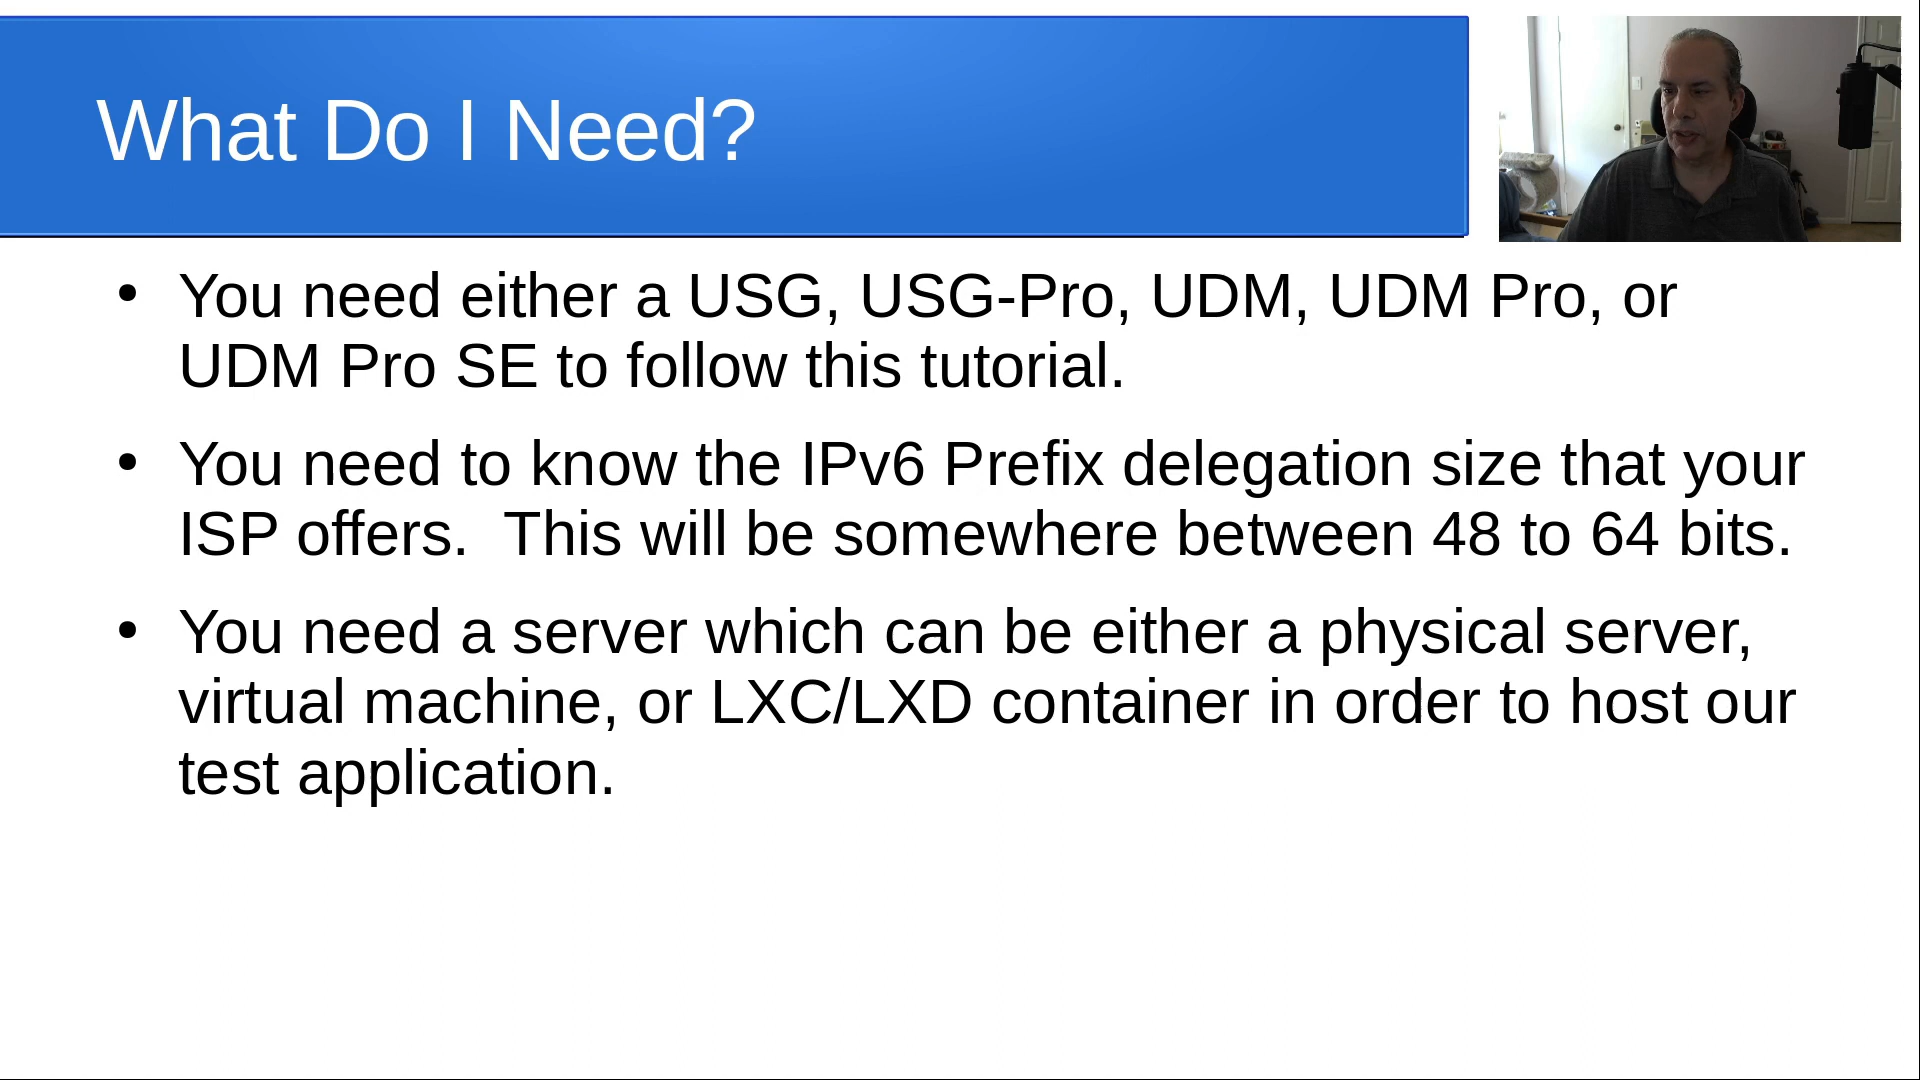 What Do I Need?
• You need either a USG, USG-Pro, UDM, UDM Pro, or
UDM Pro SE to follow this tutorial.
• You need to know the IPv6 Prefix delegation size that your
ISP offers.  This will be somewhere between 48 to 64 bits.
• You need a server which can be either a physical server,
virtual machine, or LXC/LXD container in order to host our
test application.